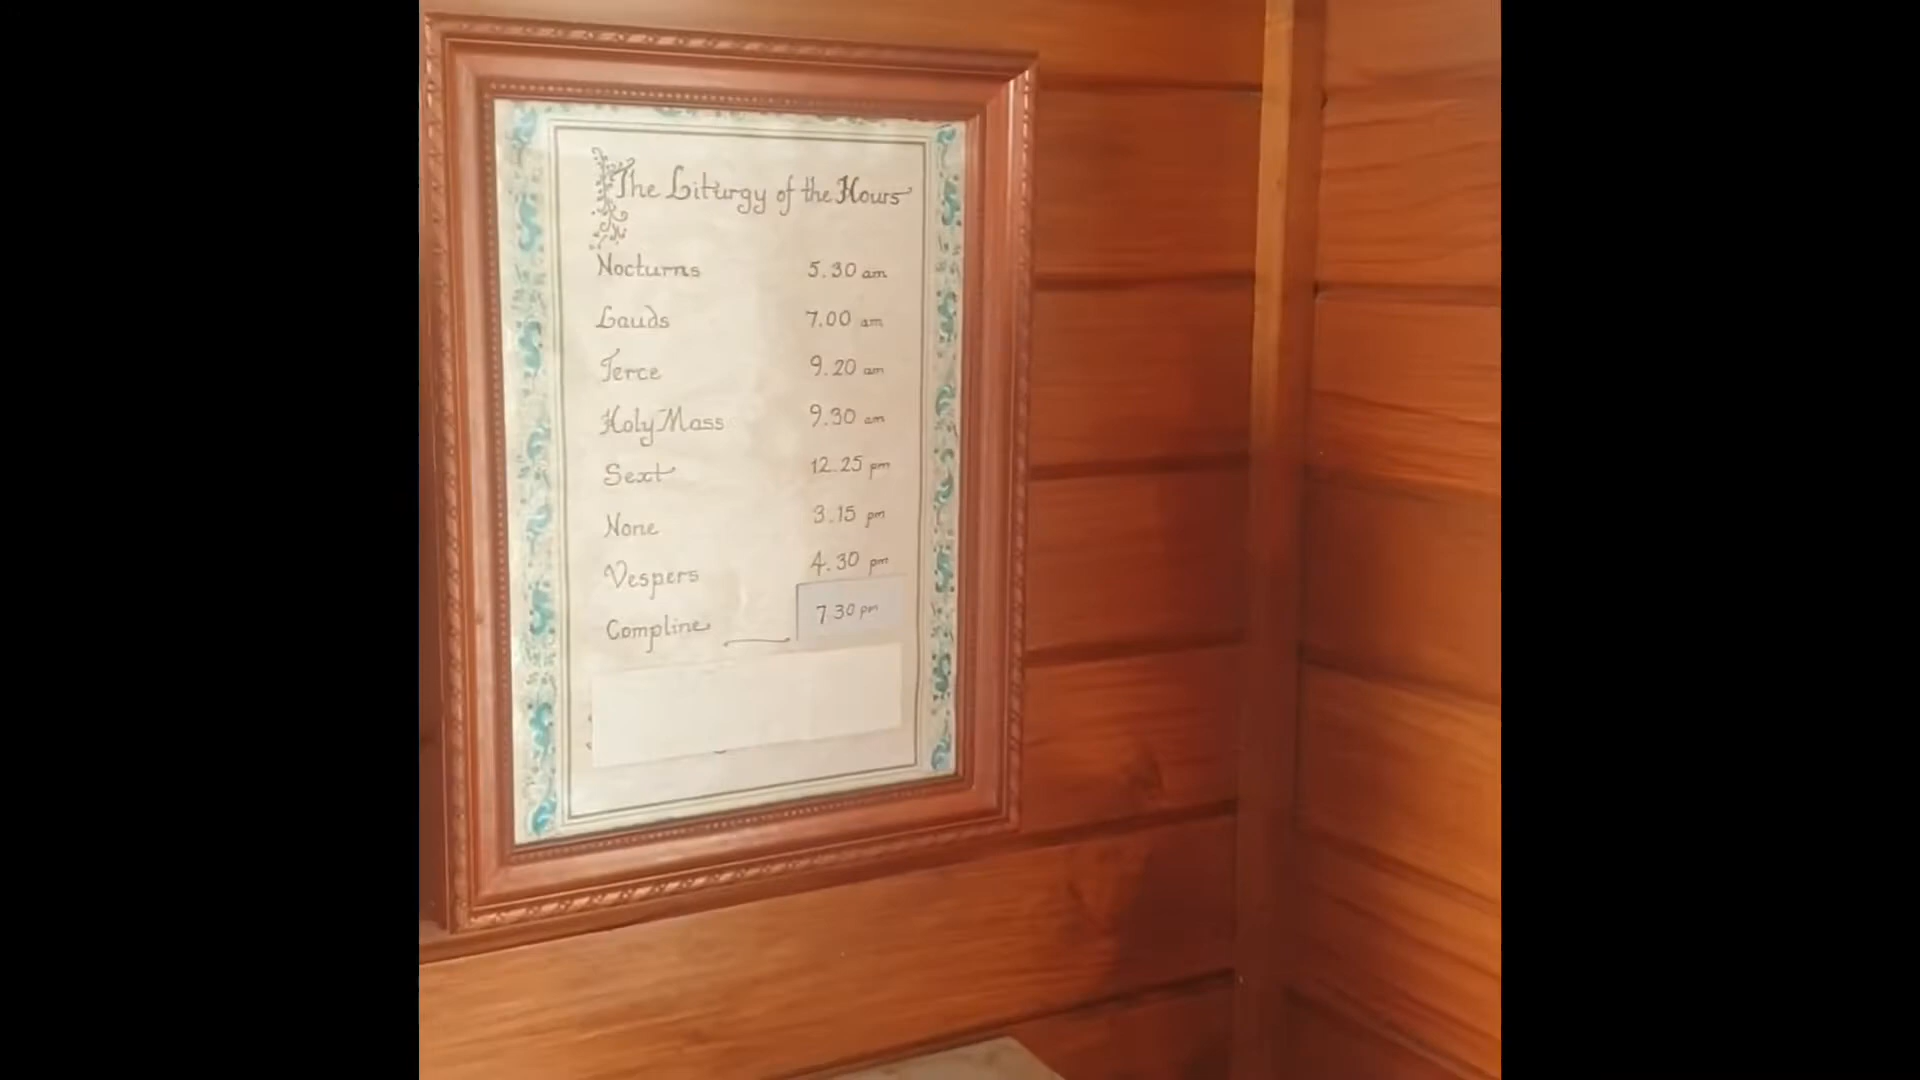 The Liturgy of the Hours
Nocturns 5.30 am
Lauds 7.00 am
Terce 9.20 am
Holy Mass 9.30 am
Sext 12.25 pm
None 3.15 pm
Vespers 4.30 pm
Compline 7 30 pm